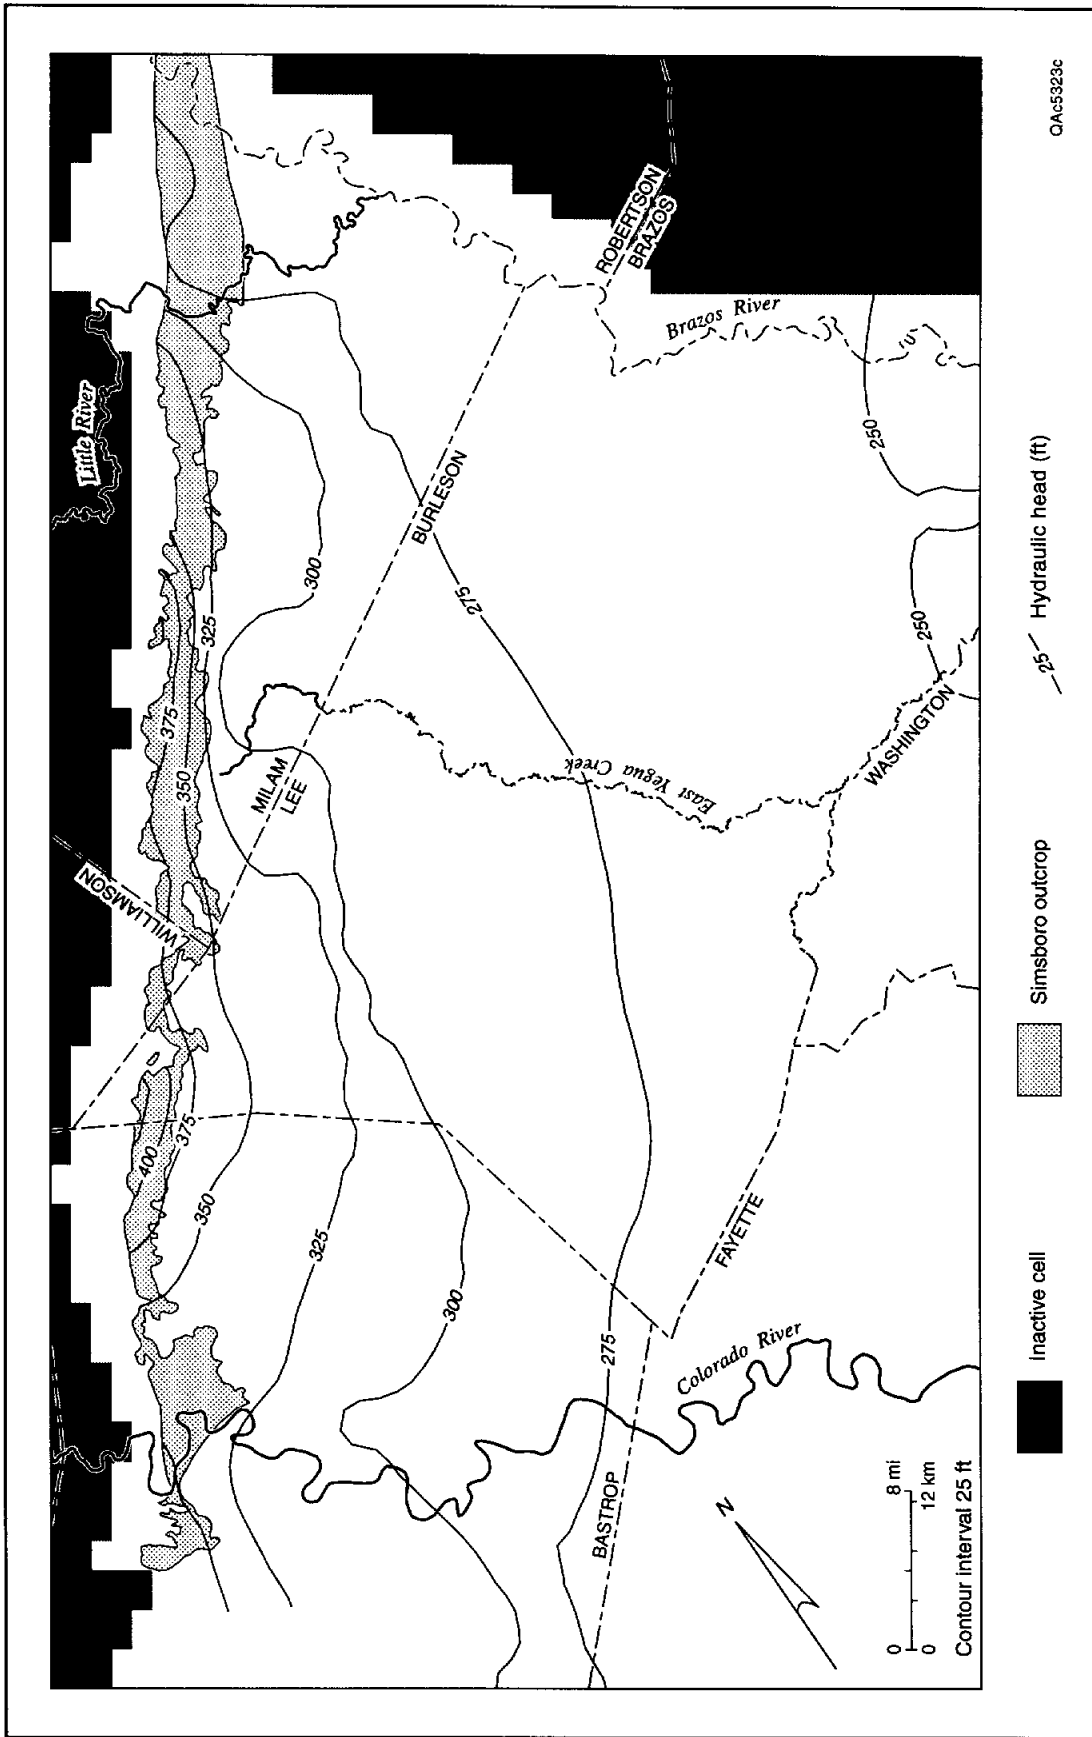 Little River
WILLIAMSON
MILAM
LEE
BURLESON
ROBERTSON
BRAZOS
Brazos River
East Yegua Creek
WASHINGTON
FAYETTE
BASTROP
Colorado River
400
375
350
325
300
275
375
350
325
300
275
250
250
N
0
8 mi
0
12 km
Contour interval 25 ft
Inactive cell
Simsboro outcrop
25
Hydraulic head (ft)
QAc5323c